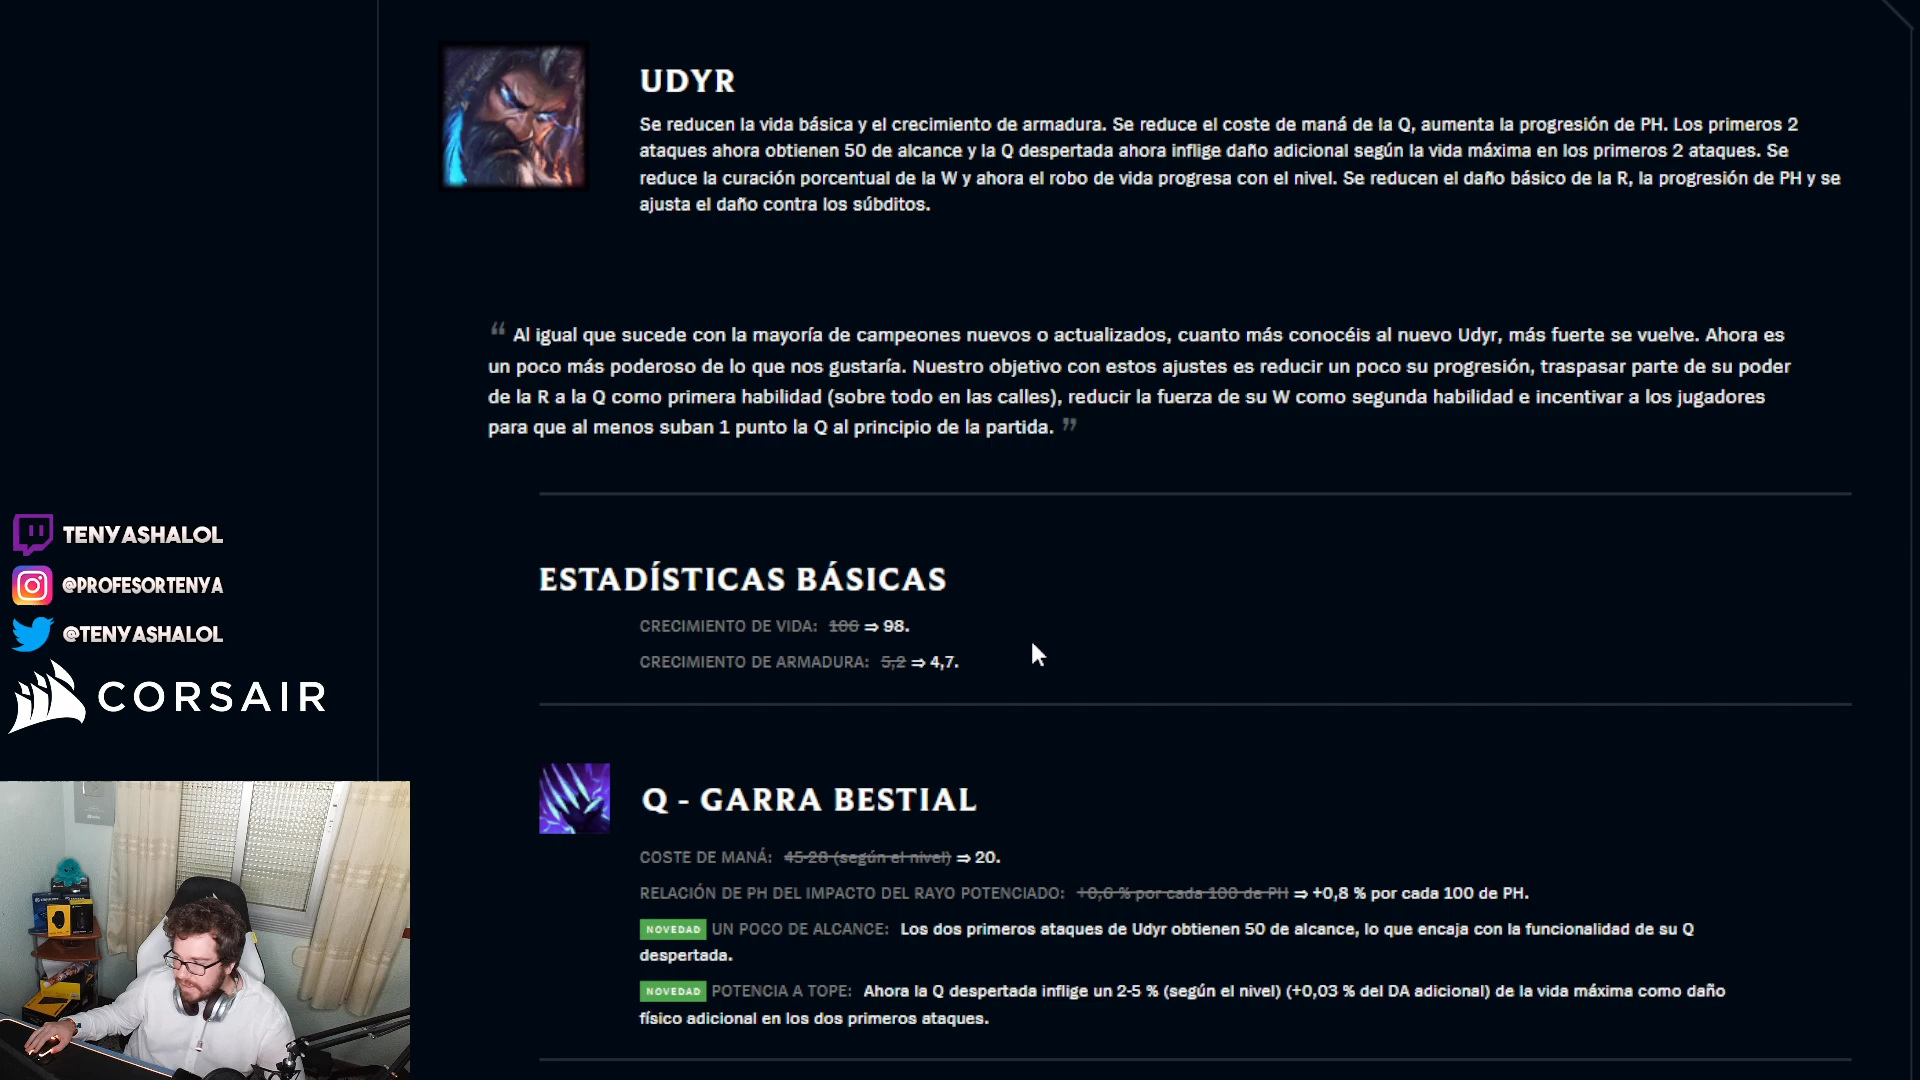 UDYR
Se reducen la vida básica y el crecimiento de armadura. Se reduce el coste de maná de la Q, aumenta la progresión de PH. Los primeros 2
ataques ahora obtienen 50 de alcance y la Q despertada ahora inflige daño adicional según la vida máxima en los primeros 2 ataques. Se
reduce la curación porcentual de la W y ahora el robo de vida progresa con el nivel. Se reducen el daño básico de la R, la progresión de PH y se
ajusta el daño contra los súbditos.
“ Al igual que sucede con la mayoría de campeones nuevos o actualizados, cuanto más conocéis al nuevo Udyr, más fuerte se vuelve. Ahora es
un poco más poderoso de lo que nos gustaría. Nuestro objetivo con estos ajustes es reducir un poco su progresión, traspasar parte de su poder
de la R a la Q como primera habilidad (sobre todo en las calles), reducir la fuerza de su W como segunda habilidad e incentivar a los jugadores
para que al menos suban 1 punto la Q al principio de la partida. ”
ESTADÍSTICAS BÁSICAS
CRECIMIENTO DE VIDA: 106 ⇒ 98.
CRECIMIENTO DE ARMADURA: 5,2 ⇒ 4,7.
Q - GARRA BESTIAL
COSTE DE MANÁ: 45-28 (según el nivel) ⇒ 20.
RELACIÓN DE PH DEL IMPACTO DEL RAYO POTENCIADO: +0,6 % por cada 100 de PH ⇒ +0,8 % por cada 100 de PH.
NOVEDAD UN POCO DE ALCANCE: Los dos primeros ataques de Udyr obtienen 50 de alcance, lo que encaja con la funcionalidad de su Q
despertada.
NOVEDAD POTENCIA A TOPE: Ahora la Q despertada inflige un 2-5 % (según el nivel) (+0,03 % del DA adicional) de la vida máxima como daño
físico adicional en los dos primeros ataques.
TENYASHALOL
@PROFESORTENYA
@TENYASHALOL
CORSAIR